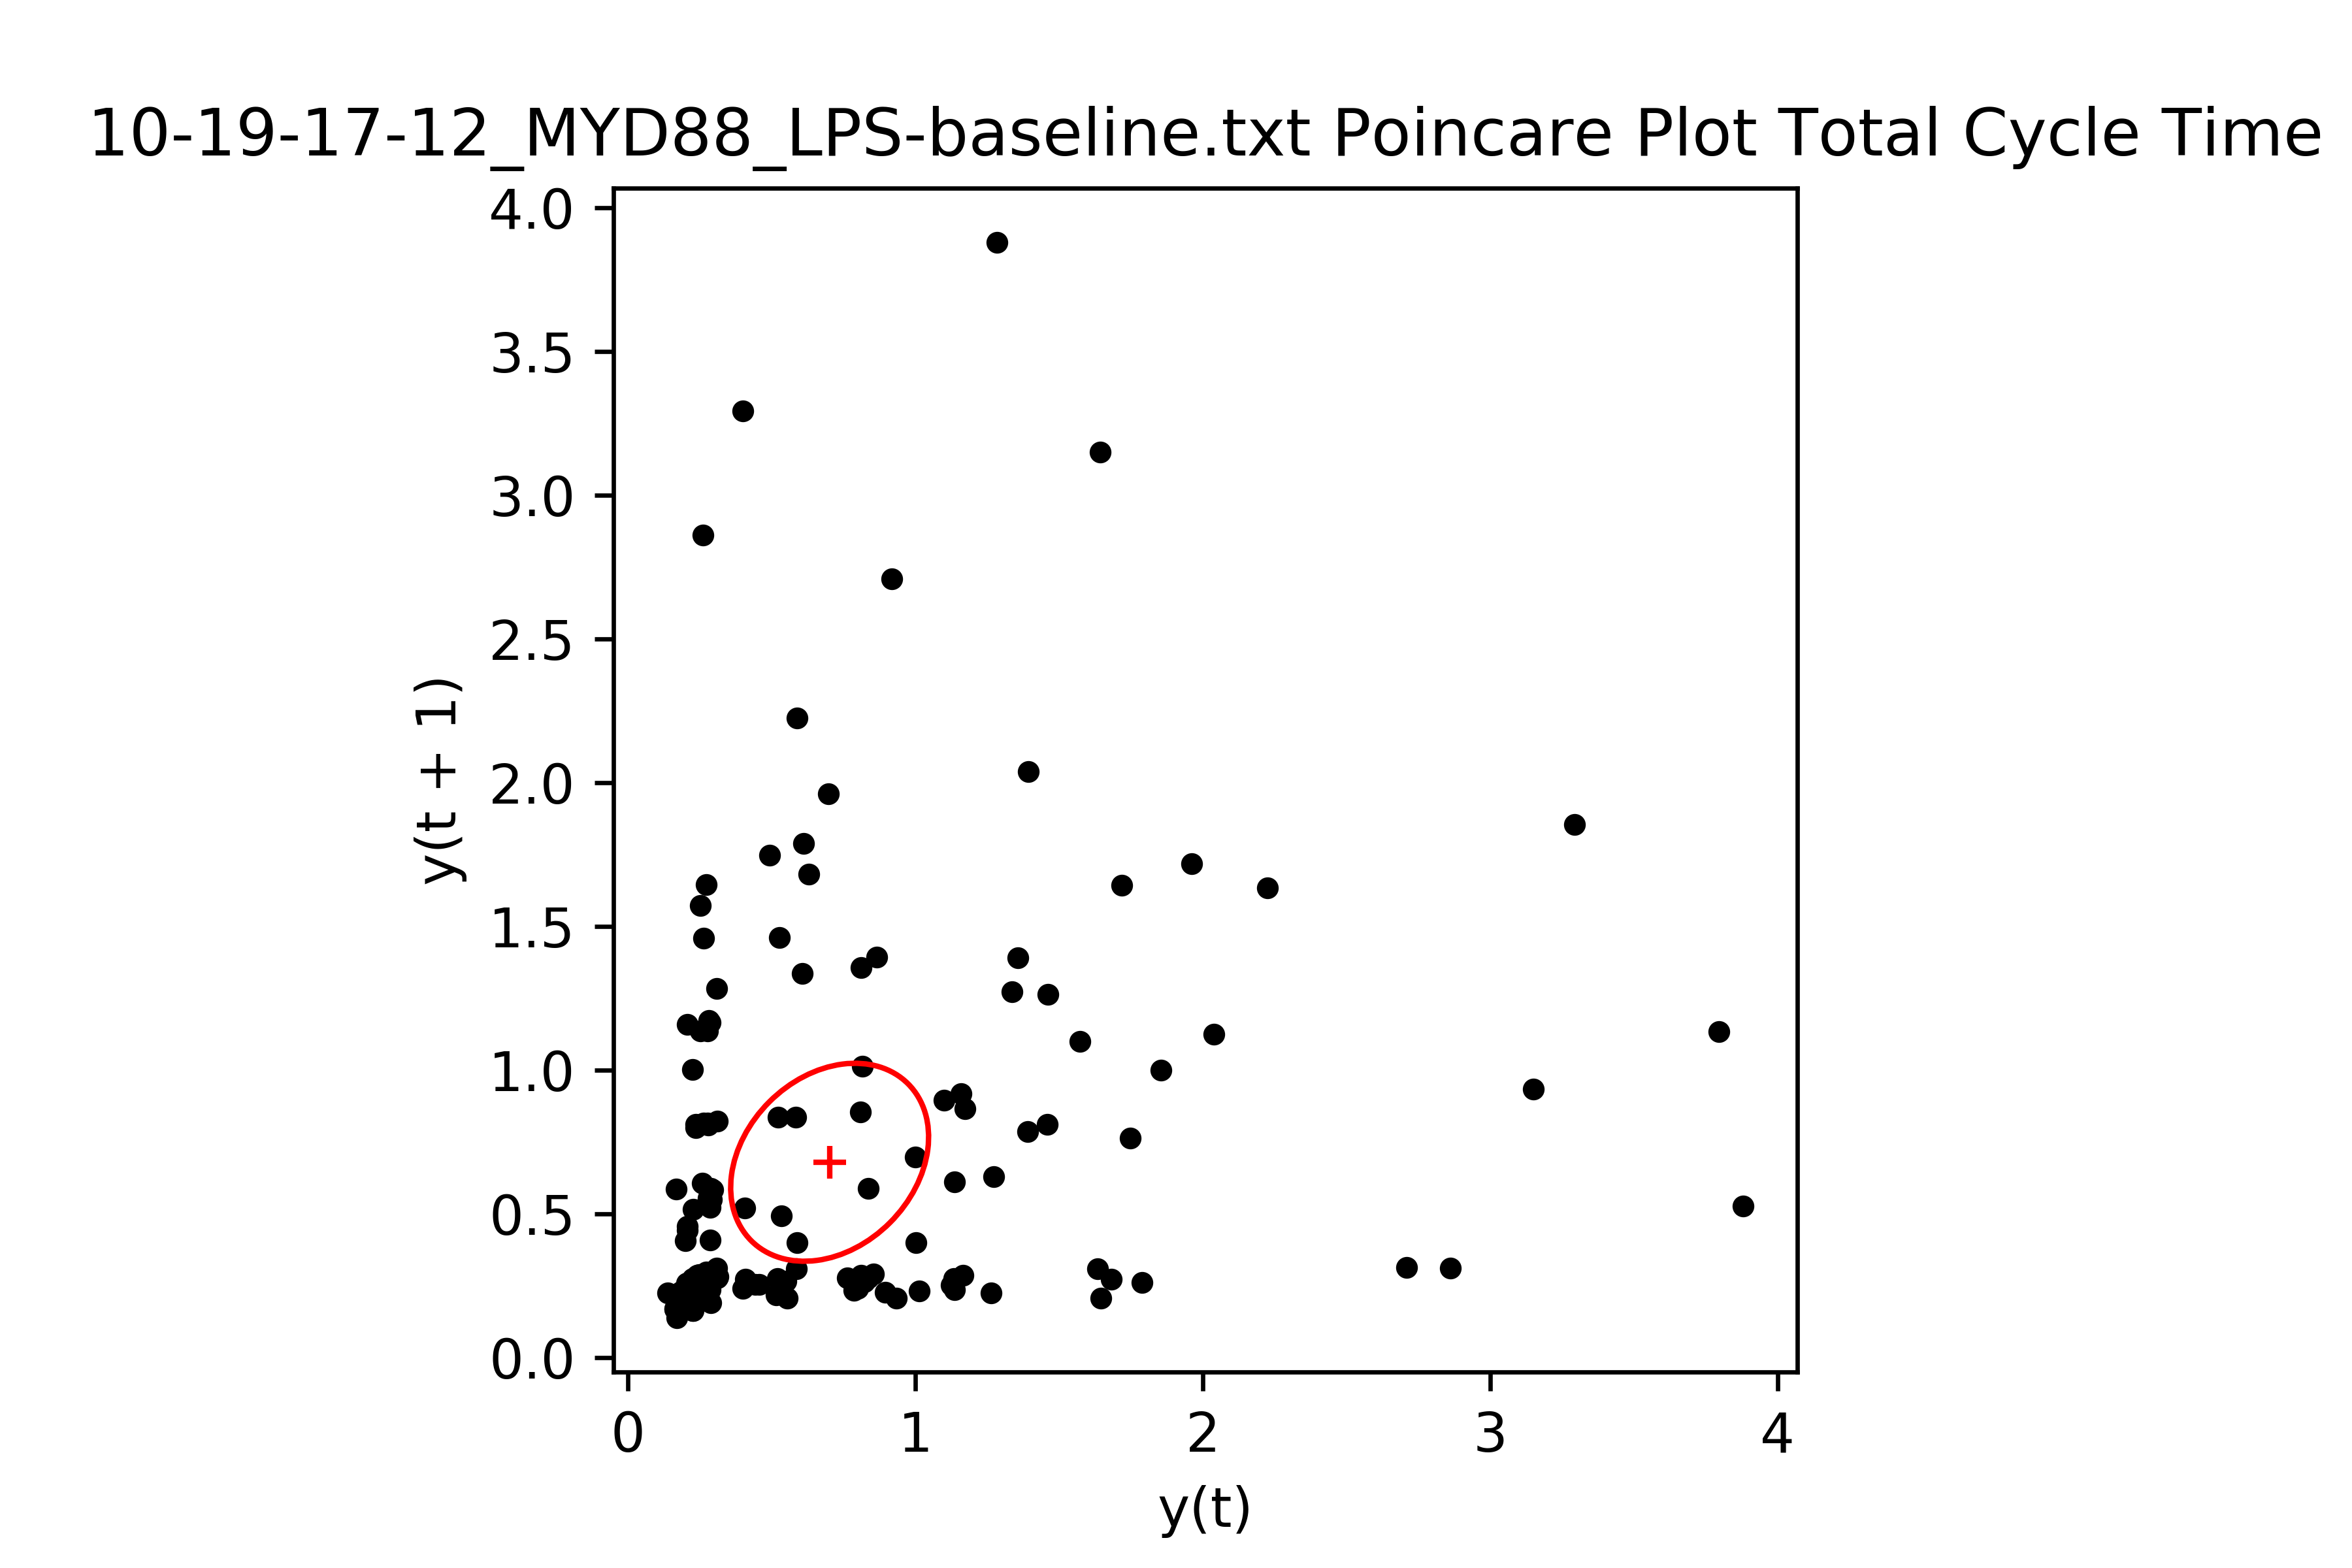 10-19-17-12_MYD88_LPS-baseline.txt Poincare Plot Total Cycle Time
4.0
3.5
3.0
2.5
2.0
1.5
1.0
0.5
0.0
y(t + 1)
0 1 2 3 4
y(t)